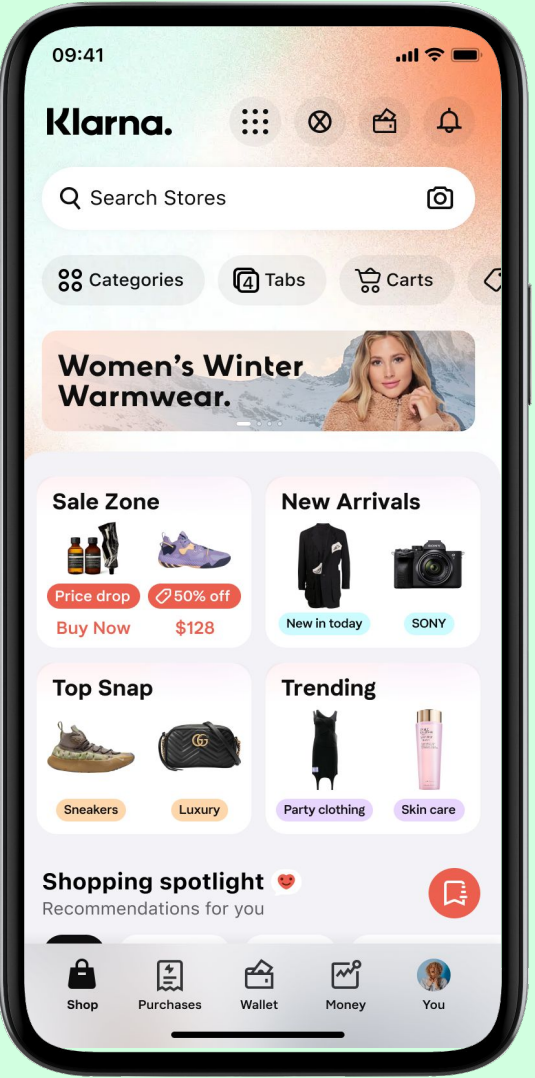 09:41
Klarna.
Search Stores
Categories
4
Tabs
Carts
Women's Winter
Warmwear.
Sale Zone
New Arrivals
Price drop
50% off
New in today
SONY
Buy Now
$128
Top Snap
Trending
Sneakers
Luxury
Party clothing
Skin care
Shopping spotlight
Recommendations for you
Shop
Purchases
Wallet
Money
You